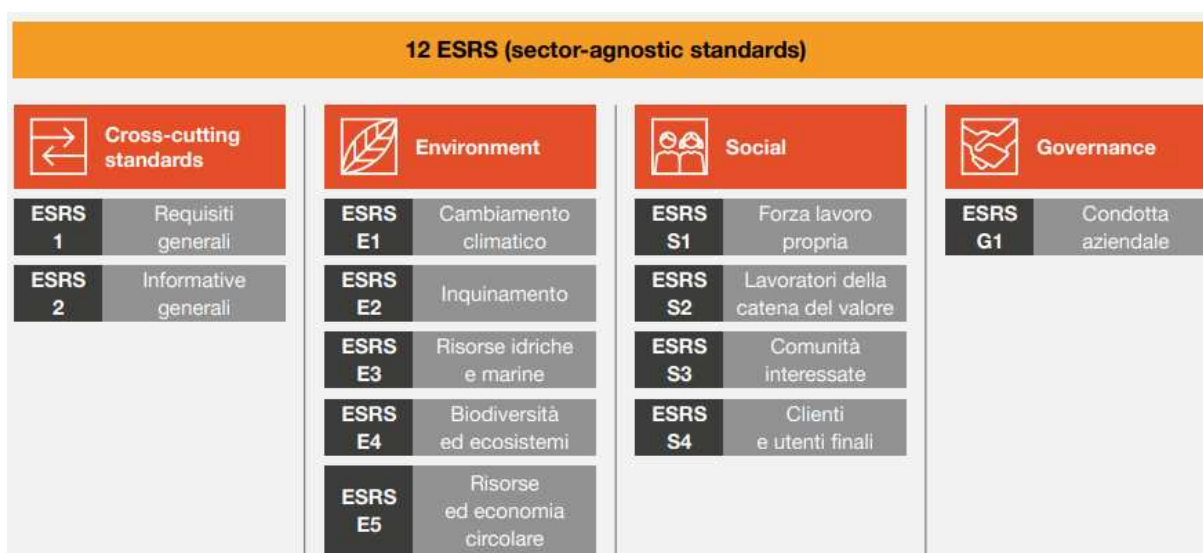 12 ESRS (sector-agnostic standards)
Cross-cutting
standards
ESRS
1
Requisiti
generali
ESRS
2
Informative
generali
Environment
ESRS
E1
Cambiamento
climatico
ESRS
E2
Inquinamento
ESRS
E3
Risorse idriche
e marine
ESRS
E4
Biodiversità
ed ecosistemi
ESRS
E5
Risorse
ed economia
circolare
Social
ESRS
S1
Forza lavoro
propria
ESRS
S2
Lavoratori della
catena del valore
ESRS
S3
Comunità
interessate
ESRS
S4
Clienti
e utenti finali
Governance
ESRS
G1
Condotta
aziendale